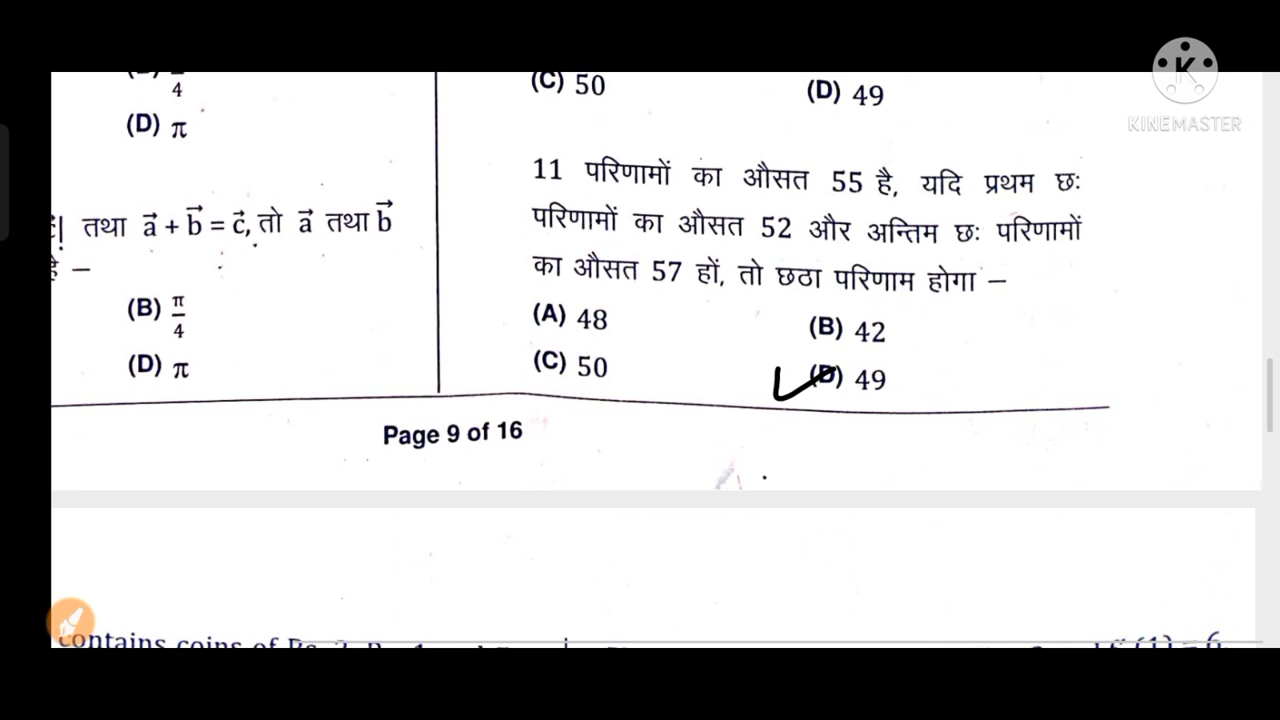 4
(D) π
तथा a⃗ + b⃗ = c⃗, तो a⃗ तथा b⃗
है –
(B) π/4
(D) π
(C) 50
(D) 49
11 परिणामों का औसत 55 है, यदि प्रथम छः
परिणामों का औसत 52 और अन्तिम छः परिणामों
का औसत 57 हों, तो छठा परिणाम होगा –
(A) 48
(B) 42
(C) 50
(D) 49
Page 9 of 16
contains coins of
K
KINEMASTER